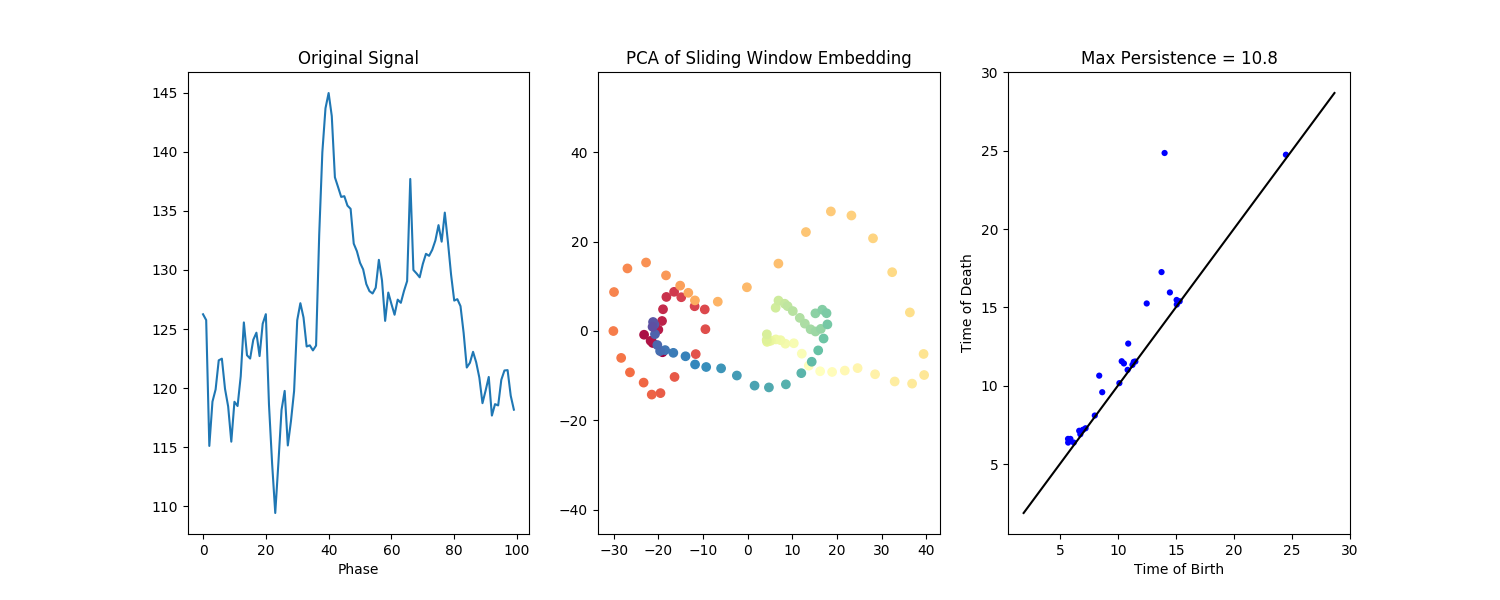 Original Signal
145
140
135
130
125
120
115
110
0 20 40 60 80 100
Phase
PCA of Sliding Window Embedding
40
20
0
−20
−40
−30 −20 −10 0 10 20 30 40
Max Persistence = 10.8
Time of Death
30
25
20
15
10
5
5 10 15 20 25 30
Time of Birth